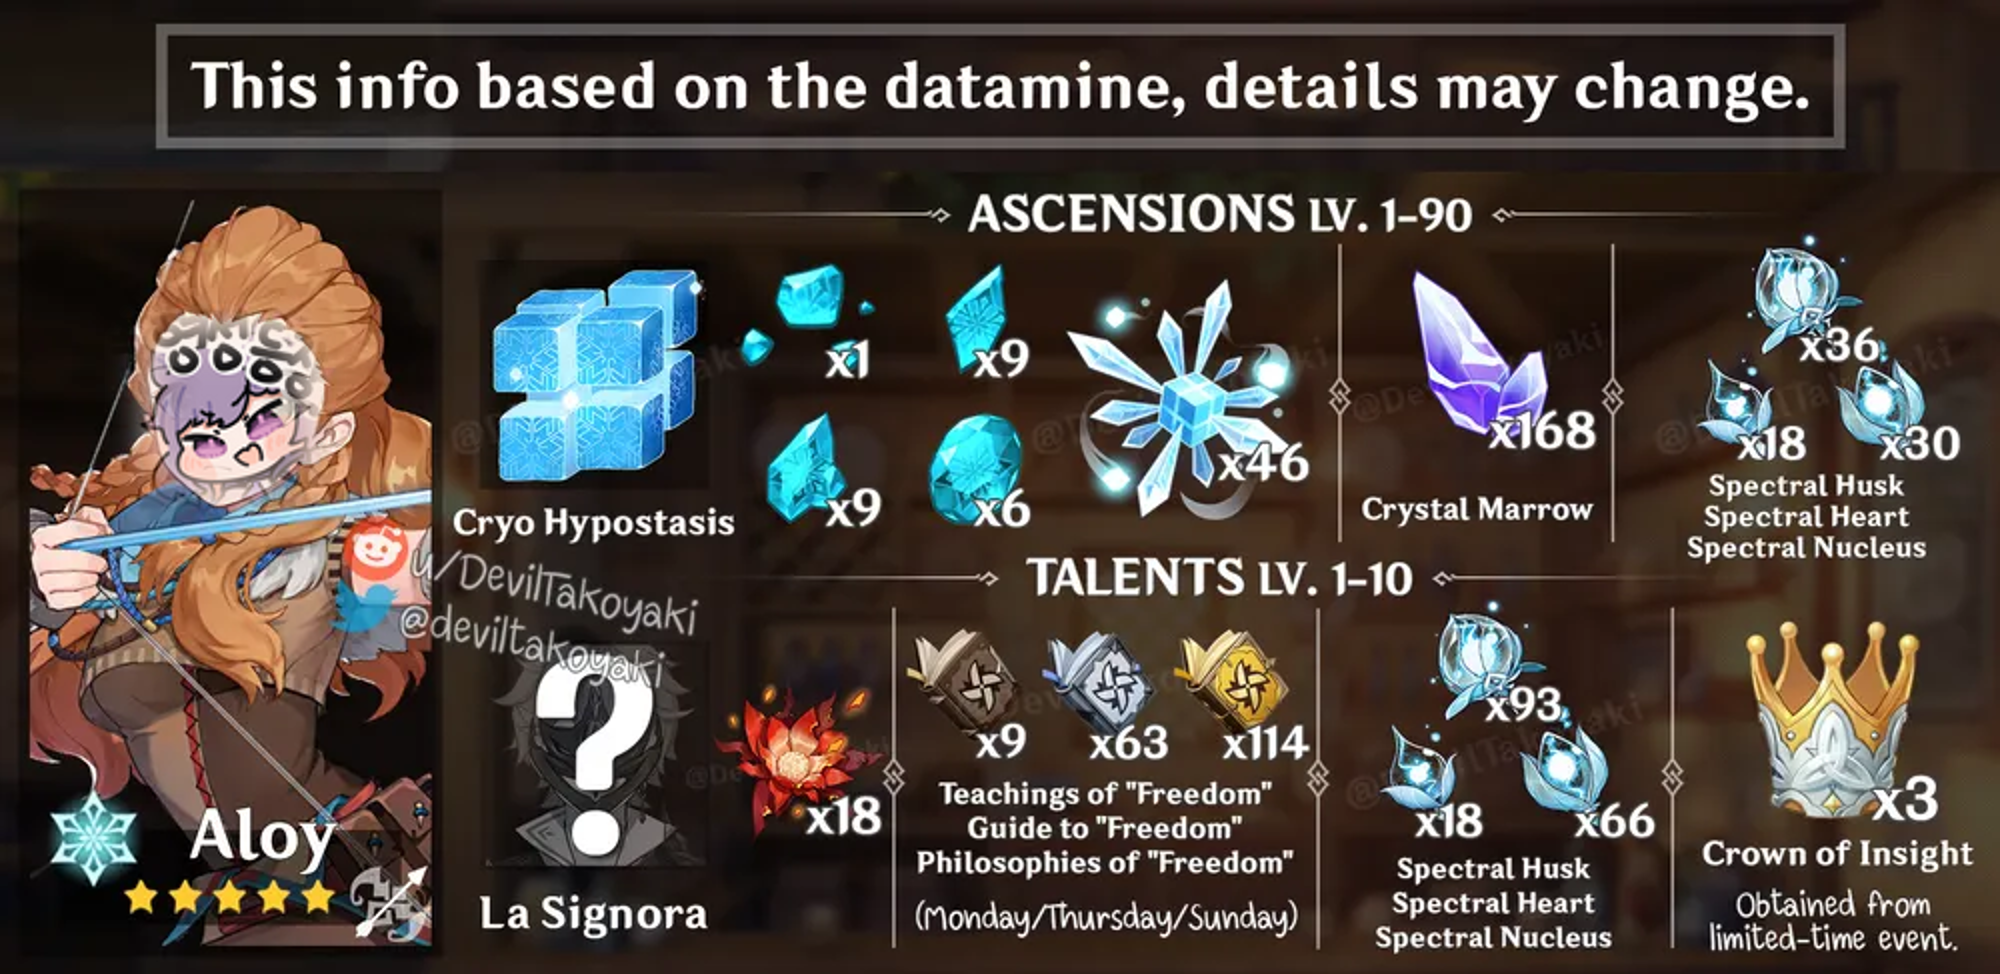 This info based on the datamine, details may change.
ASCENSIONS LV. 1-90
x1
x9
x9
x6
x46
Cryo Hypostasis
x168
Crystal Marrow
x36
x18
x30
Spectral Husk
Spectral Heart
Spectral Nucleus
u/DevilTakoyaki
@deviltakoyaki
TALENTS LV. 1-10
La Signora
x18
x9
x63
x114
Teachings of "Freedom"
Guide to "Freedom"
Philosophies of "Freedom"
(Monday/Thursday/Sunday)
x93
x18
x66
Spectral Husk
Spectral Heart
Spectral Nucleus
x3
Crown of Insight
Obtained from
limited-time event.
Aloy